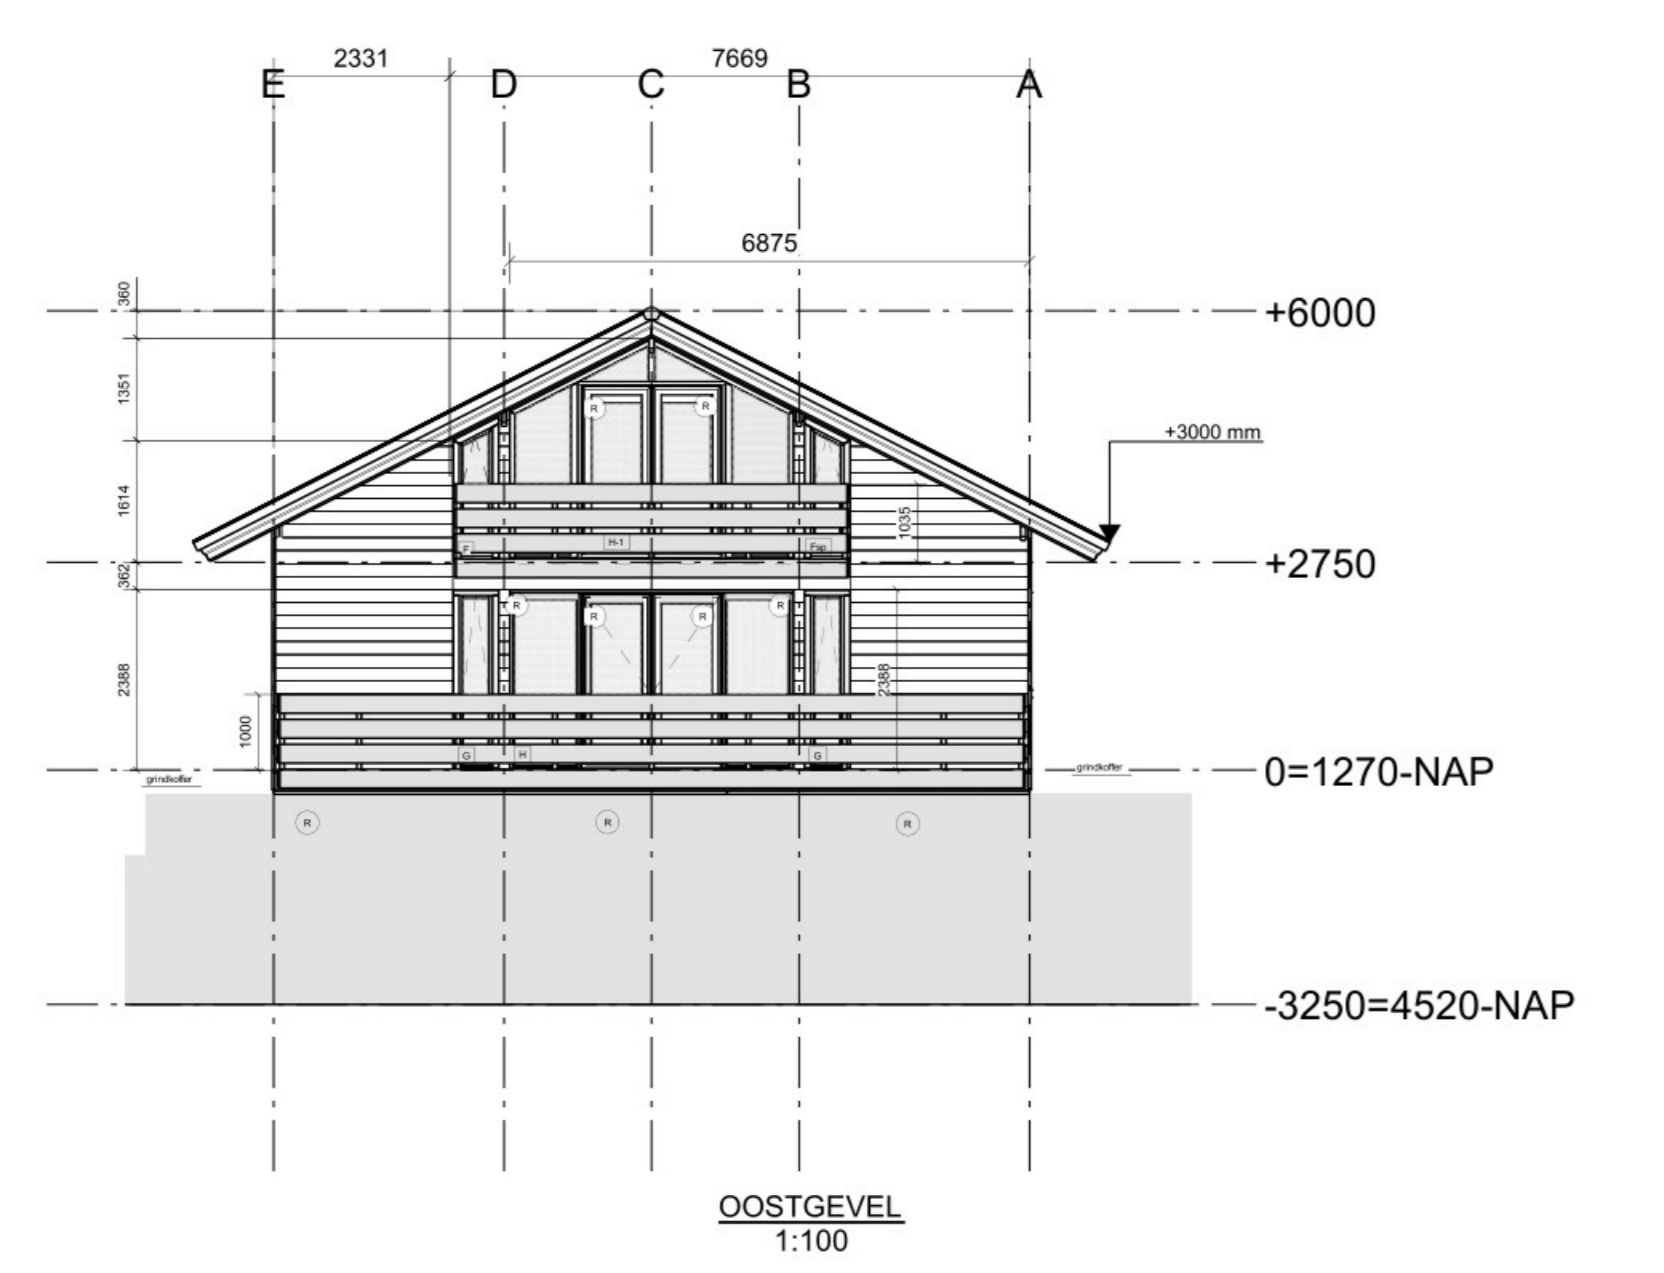 2331 7669
E D C B A
6875
360
+6000
1351
+3000 mm
1614
1035
F H-1 Fsp
R R
+2750
362
R R R R
2388
2388
1000
G H G
grindkoffer
grindkoffer
0=1270-NAP
R R R
-3250=4520-NAP
OOSTGEVEL
1:100